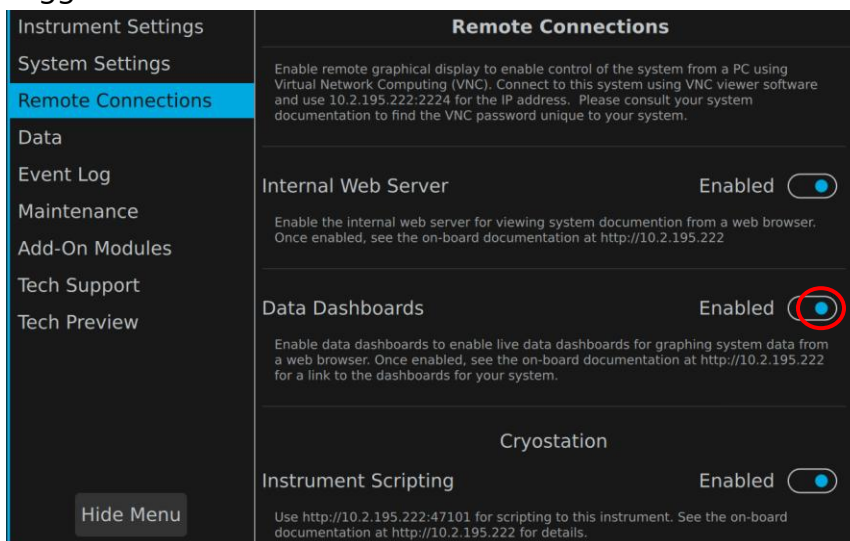 Instrument Settings
System Settings
Remote Connections
Data
Event Log
Maintenance
Add-On Modules
Tech Support
Tech Preview
Hide Menu
Remote Connections
Enable remote graphical display to enable control of the system from a PC using
Virtual Network Computing (VNC). Connect to this system using VNC viewer software
and use 10.2.195.222:2224 for the IP address. Please consult your system
documentation to find the VNC password unique to your system.
Internal Web Server Enabled
Enable the internal web server for viewing system documention from a web browser.
Once enabled, see the on-board documentation at http://10.2.195.222
Data Dashboards Enabled
Enable data dashboards to enable live data dashboards for graphing system data from
a web browser. Once enabled, see the on-board documentation at http://10.2.195.222
for a link to the dashboards for your system.
Cryostation
Instrument Scripting Enabled
Use http://10.2.195.222:47101 for scripting to this instrument. See the on-board
documentation at http://10.2.195.222 for details.